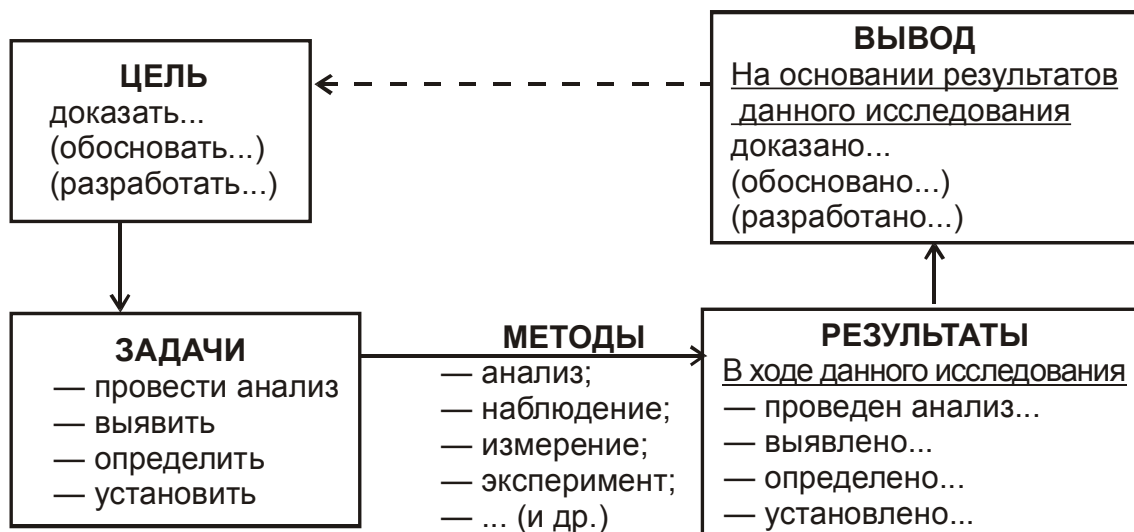 ЦЕЛЬ
доказать...
(обосновать...)
(разработать...)
ВЫВОД
На основании результатов
данного исследования
доказано...
(обосновано...)
(разработано...)
ЗАДАЧИ
— провести анализ
— выявить
— определить
— установить
МЕТОДЫ
— анализ;
— наблюдение;
— измерение;
— эксперимент;
— ... (и др.)
РЕЗУЛЬТАТЫ
В ходе данного исследования
— проведен анализ...
— выявлено...
— определено...
— установлено...